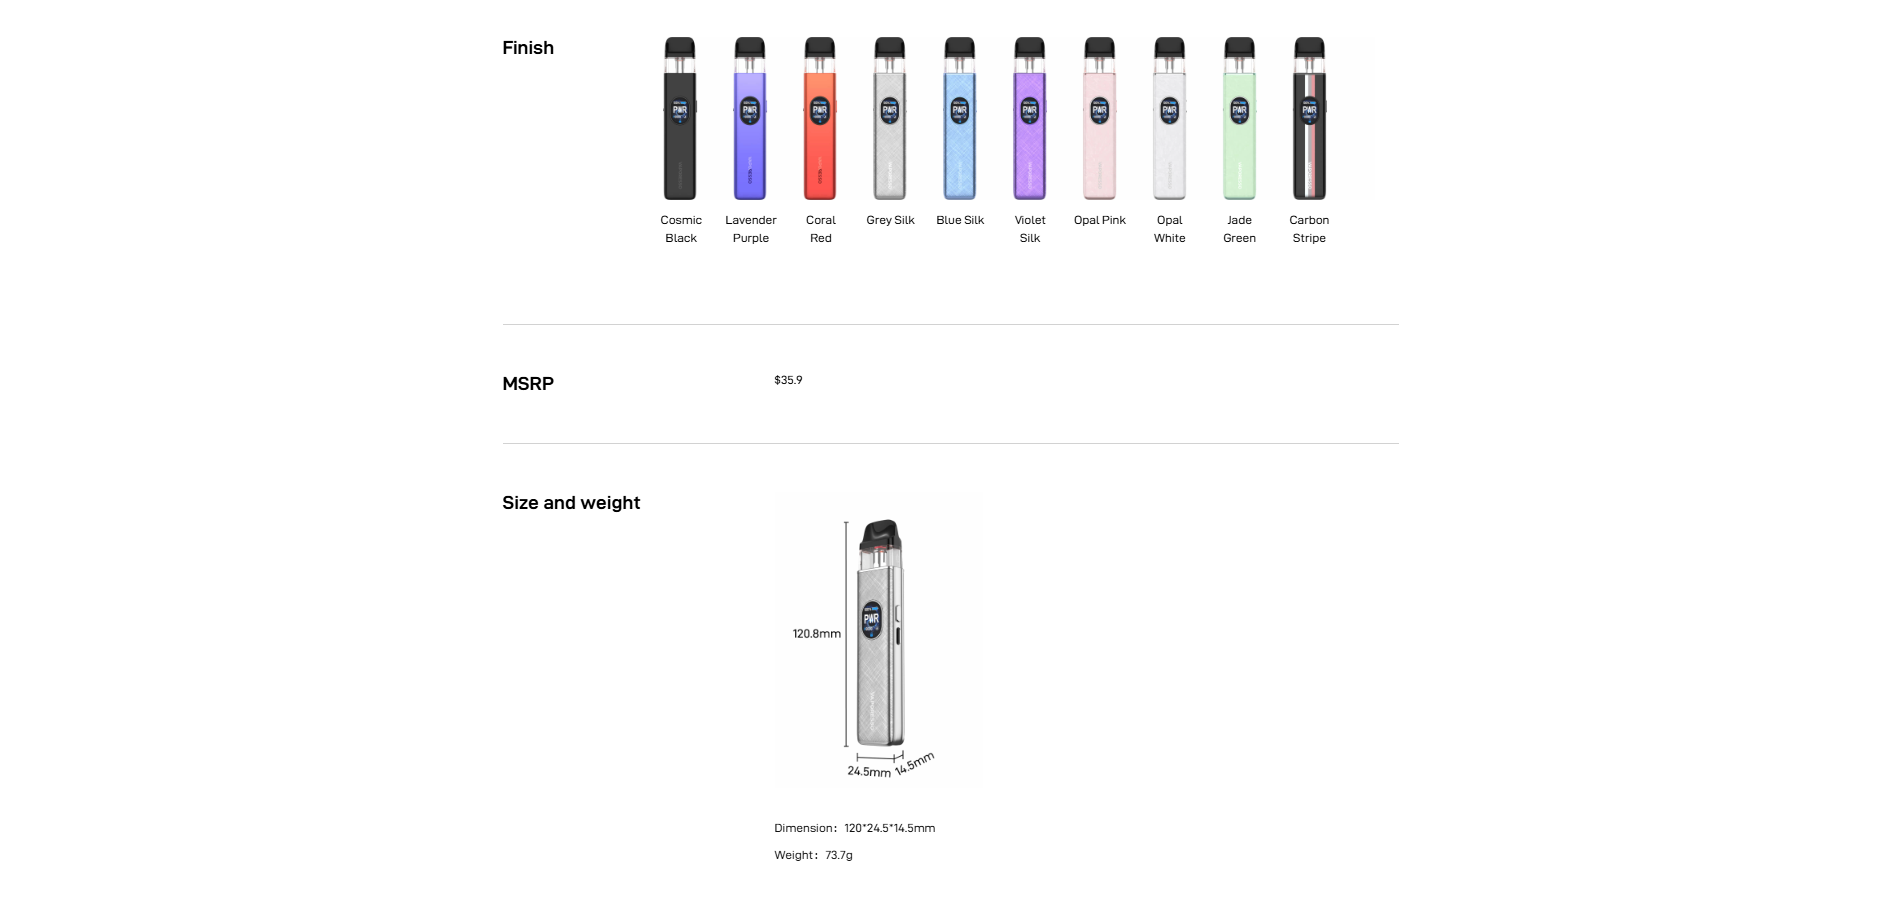 Finish
Cosmic
Black
Lavender
Purple
Coral
Red
Grey Silk
Blue Silk
Violet
Silk
Opal Pink
Opal
White
Jade
Green
Carbon
Stripe
MSRP
$35.9
Size and weight
PWR
120.8mm
24.5mm
14.5mm
Dimension： 120*24.5*14.5mm
Weight： 73.7g